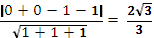 |0 + 0 − 1 − 1| / √(1 + 1 + 1) = 2√3 / 3